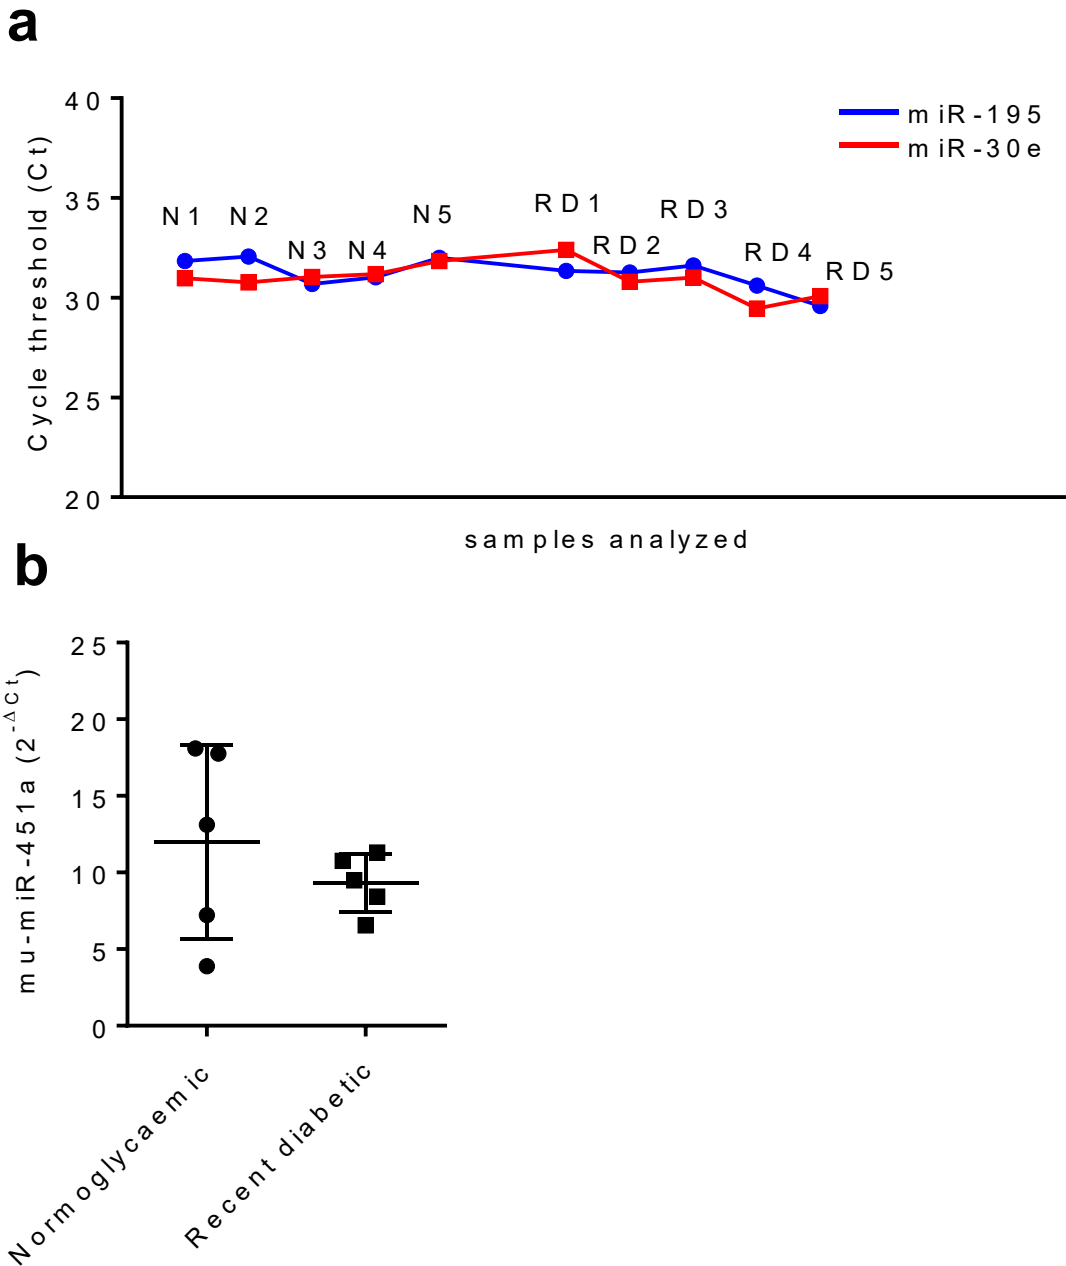 a
40
35
30
25
20
Cycle threshold (Ct)
miR-195
miR-30e
N1
N2
N3
N4
N5
RD1
RD2
RD3
RD4
RD5
samples analyzed
b
25
20
15
10
5
0
mu-miR-451a (2^-ΔCt)
Normoglycaemic
Recent diabetic